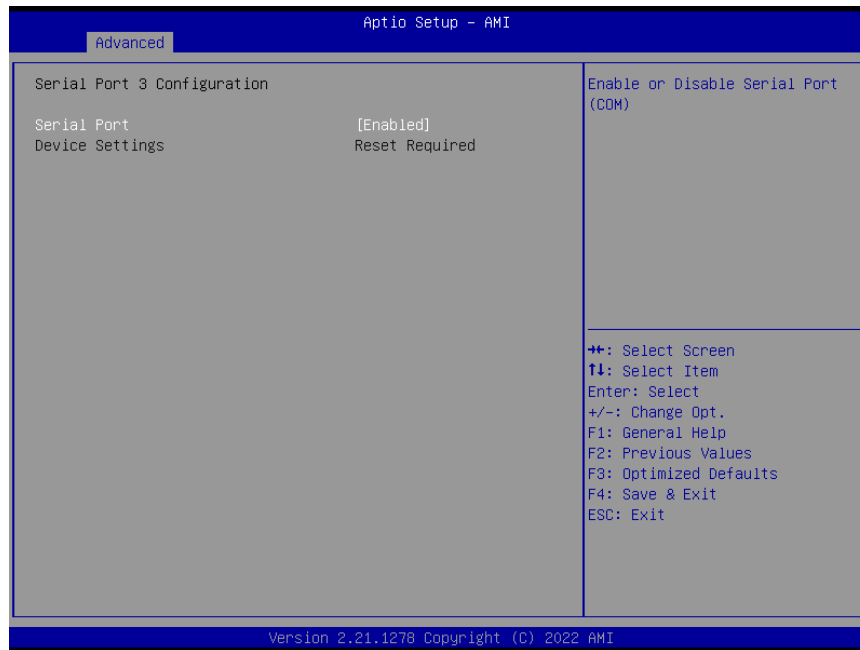 Aptio Setup - AMI
Advanced
Serial Port 3 Configuration
Serial Port [Enabled]
Device Settings Reset Required
Enable or Disable Serial Port
(COM)
→←: Select Screen
↑↓: Select Item
Enter: Select
+/-: Change Opt.
F1: General Help
F2: Previous Values
F3: Optimized Defaults
F4: Save & Exit
ESC: Exit
Version 2.21.1278 Copyright (C) 2022 AMI